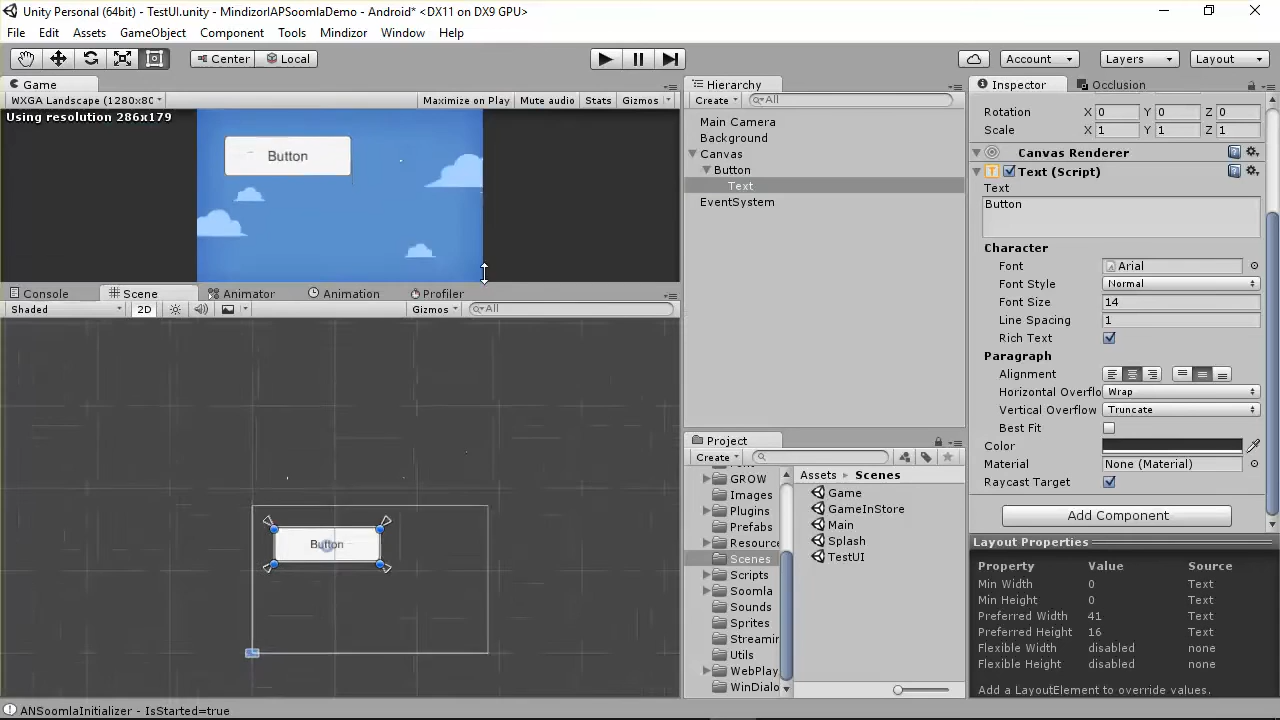 Unity Personal (64bit) - TestUI.unity - MindizorIAPSoomlaDemo - Android* <DX11 on DX9 GPU>
File Edit Assets GameObject Component Tools Mindizor Window Help
Center Local Account Layers Layout
Game
WXGA Landscape (1280x80 Maximize on Play Mute audio Stats Gizmos
Using resolution 286x179
Button
Console Scene Animator Animation Profiler
Shaded 2D Gizmos All
Button
Hierarchy
Create All
Main Camera
Background
Canvas
Button
Text
EventSystem
Project
Create
GROW
Images
Plugins
Prefabs
Resource
Scenes
Scripts
Soomla
Sounds
Sprites
Streamin
Utils
WebPlay
WinDialo
Assets Scenes
Game
GameInStore
Main
Splash
TestUI
Inspector Occlusion
Rotation X 0 Y 0 Z 0
Scale X 1 Y 1 Z 1
Canvas Renderer
Text (Script)
Text
Button
Character
Font Arial
Font Style Normal
Font Size 14
Line Spacing 1
Rich Text
Paragraph
Alignment
Horizontal Overflo Wrap
Vertical Overflow Truncate
Best Fit
Color
Material None (Material)
Raycast Target
Add Component
Layout Properties
Property Value Source
Min Width 0 Text
Min Height 0 Text
Preferred Width 41 Text
Preferred Height 16 Text
Flexible Width disabled none
Flexible Height disabled none
Add a LayoutElement to override values.
ANSoomlaInitializer - IsStarted=true